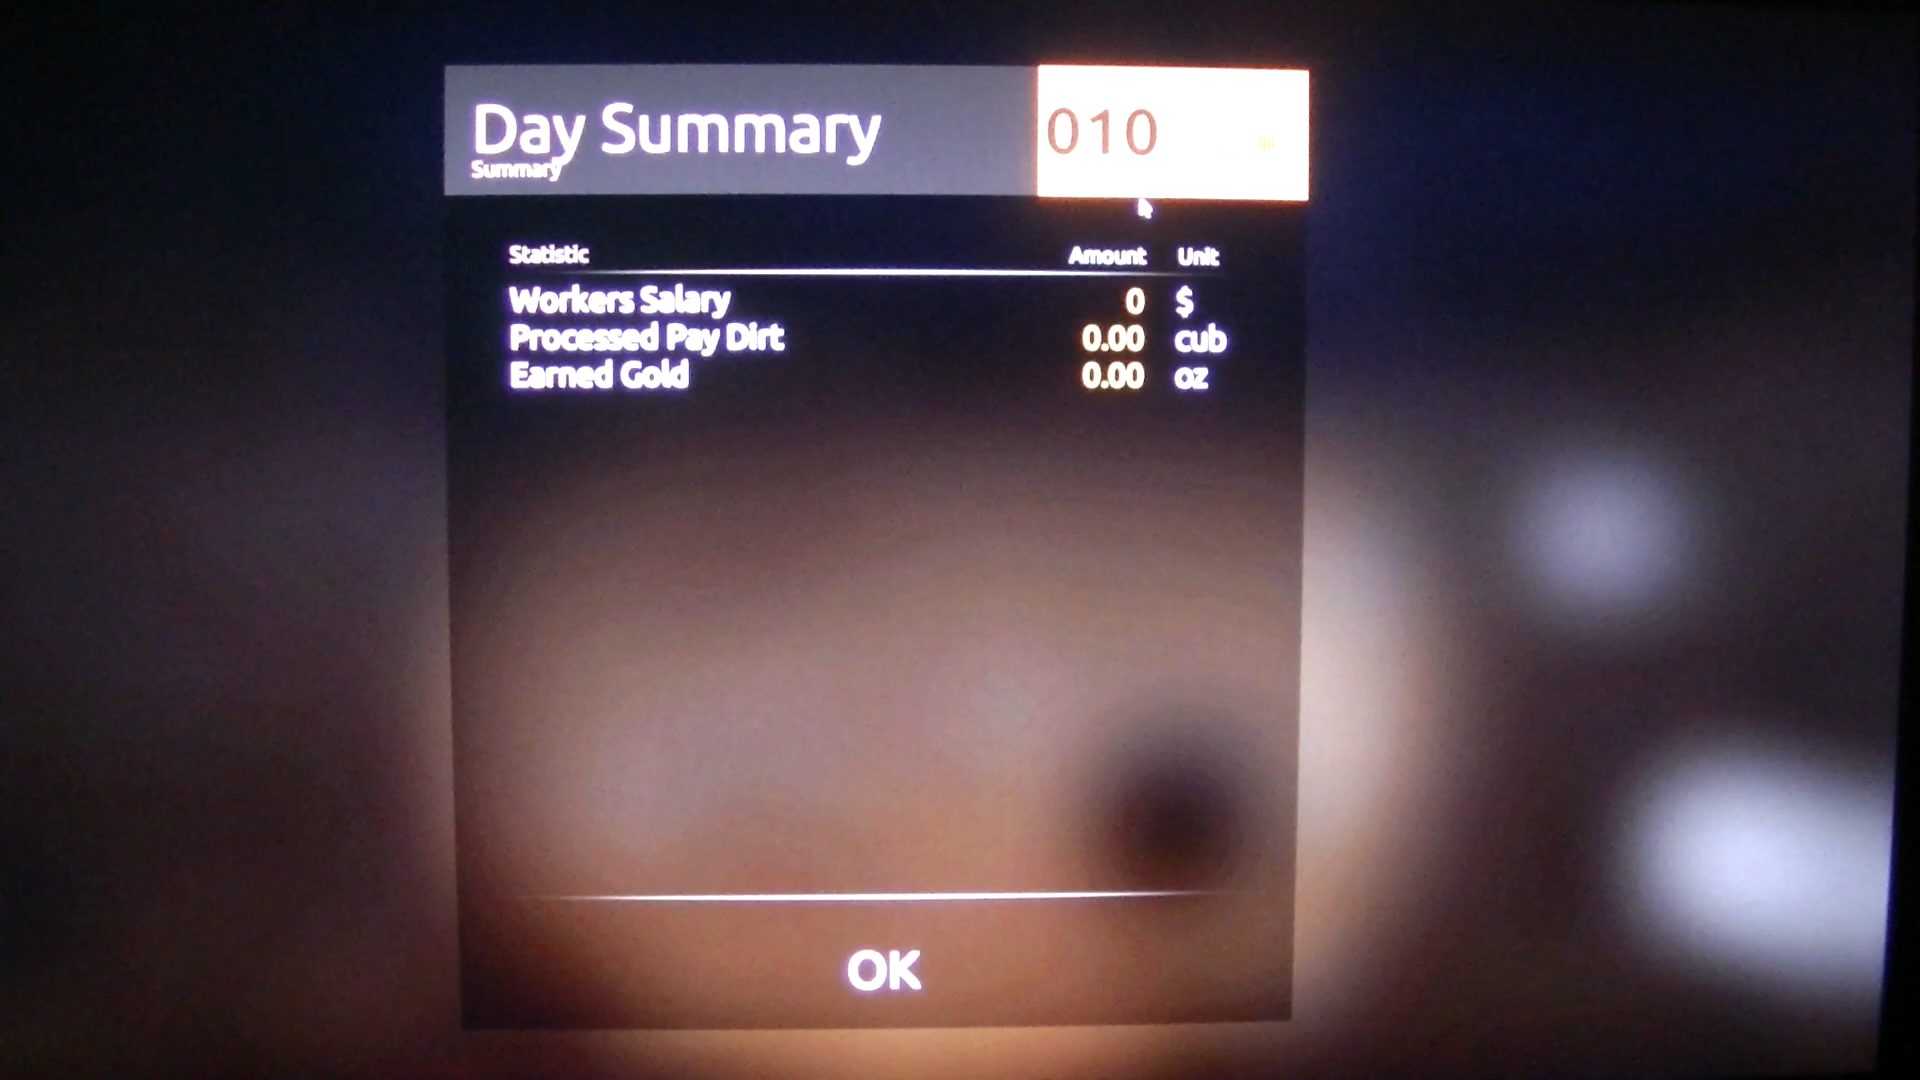 Day Summary
Summary
010
Statistic Amount Unit
Workers Salary 0 $
Processed Pay Dirt 0.00 cub
Earned Gold 0.00 oz
OK